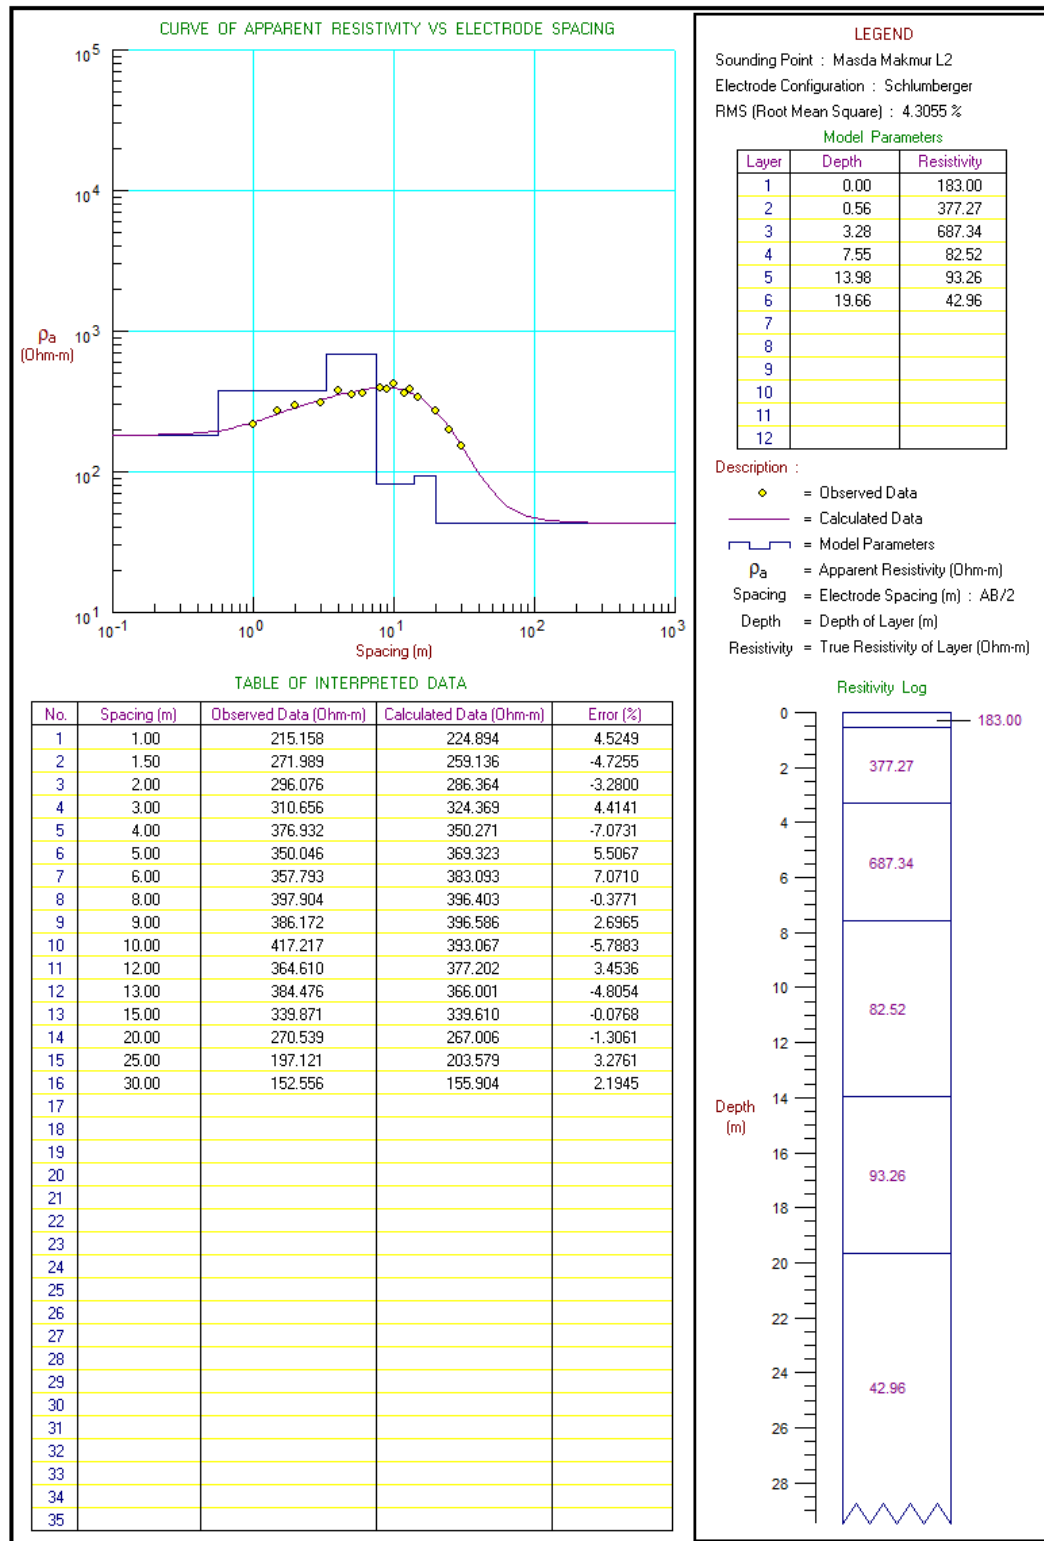 CURVE OF APPARENT RESISTIVITY VS ELECTRODE SPACING
10^5
10^4
10^3
10^2
10^1
ρa
(Ohm-m)
10^-1 10^0 10^1 10^2 10^3
Spacing (m)
TABLE OF INTERPRETED DATA
No. Spacing (m) Observed Data (Ohm-m) Calculated Data (Ohm-m) Error (%)
1 1.00 215.158 224.894 4.5249
2 1.50 271.989 259.136 -4.7255
3 2.00 296.076 286.364 -3.2800
4 3.00 310.656 324.369 4.4141
5 4.00 376.932 350.271 -7.0731
6 5.00 350.046 369.323 5.5067
7 6.00 357.793 383.093 7.0710
8 8.00 397.904 396.403 -0.3771
9 9.00 386.172 396.586 2.6965
10 10.00 417.217 393.067 -5.7883
11 12.00 364.610 377.202 3.4536
12 13.00 384.476 366.001 -4.8054
13 15.00 339.871 339.610 -0.0768
14 20.00 270.539 267.006 -1.3061
15 25.00 197.121 203.579 3.2761
16 30.00 152.556 155.904 2.1945
17
18
19
20
21
22
23
24
25
26
27
28
29
30
31
32
33
34
35
LEGEND
Sounding Point : Masda Makmur L2
Electrode Configuration : Schlumberger
RMS (Root Mean Square) : 4.3055 %
Model Parameters
Layer Depth Resistivity
1 0.00 183.00
2 0.56 377.27
3 3.28 687.34
4 7.55 82.52
5 13.98 93.26
6 19.66 42.96
7
8
9
10
11
12
Description :
= Observed Data
= Calculated Data
= Model Parameters
ρa = Apparent Resistivity (Ohm-m)
Spacing = Electrode Spacing (m) : AB/2
Depth = Depth of Layer (m)
Resistivity = True Resistivity of Layer (Ohm-m)
Resitivity Log
0
183.00
2
377.27
4
687.34
6
8
10
82.52
12
14
Depth
(m)
16
93.26
18
20
22
24
42.96
26
28